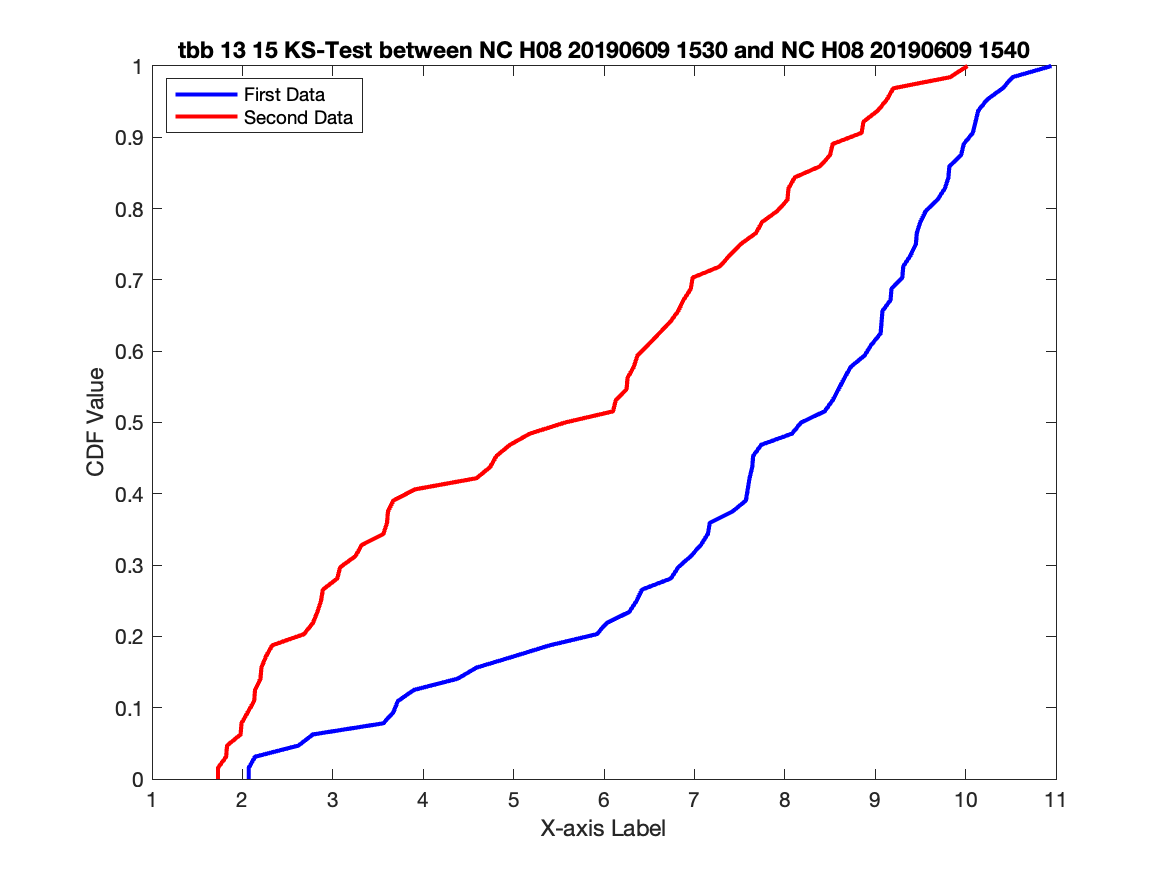 tbb 13 15 KS-Test between NC H08 20190609 1530 and NC H08 20190609 1540
First Data
Second Data
1
0.9
0.8
0.7
0.6
0.5
0.4
0.3
0.2
0.1
0
CDF Value
1 2 3 4 5 6 7 8 9 10 11
X-axis Label